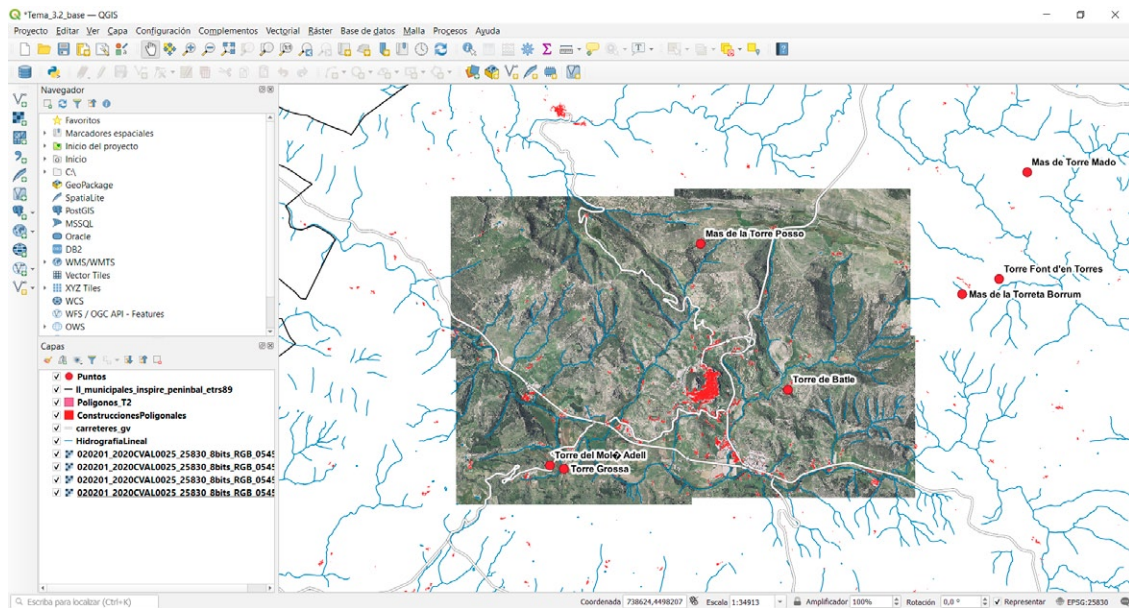 *Tema_3.2_base — QGIS
Proyecto Editar Ver Capa Configuración Complementos Vectorial Ráster Base de datos Malla Procesos Ayuda
Navegador
Favoritos
Marcadores espaciales
Inicio del proyecto
Inicio
C:\
GeoPackage
SpatiaLite
PostGIS
MSSQL
Oracle
DB2
WMS/WMTS
Vector Tiles
XYZ Tiles
WCS
WFS / OGC API - Features
OWS
Capas
Puntos
ll_municipales_inspire_peninbal_etrs89
Poligonos_T2
ConstruccionesPoligonales
carreteres_gv
HidrografiaLineal
020201_2020CVAL0025_25830_8bits_RGB_0545
020201_2020CVAL0025_25830_8bits_RGB_0545
020201_2020CVAL0025_25830_8bits_RGB_0545
020201_2020CVAL0025_25830_8bits_RGB_0545
Mas de Torre Mado
Mas de la Torre Posso
Torre Font d'en Torres
Mas de la Torreta Borrum
Torre de Batle
Torre del Mol� Adell
Torre Grossa
Escriba para localizar (Ctrl+K)
Coordenada 738624,4498207 Escala 1:34913 Amplificador 100% Rotación 0,0 ° Representar EPSG:25830